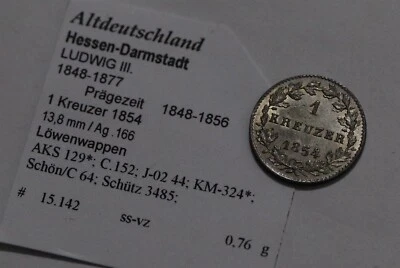 Altdeutschland
Hessen-Darmstadt
LUDWIG III.
1848-1877
Prägezeit 1848-1856
1 Kreuzer 1854
13,8 mm / Ag .166
Löwenwappen
AKS 129*; C.152; J-02 44; KM-324*;
Schön/C 64; Schütz 3485;
# 15.142 ss-vz 0,76 g
1
KREUZER
1854